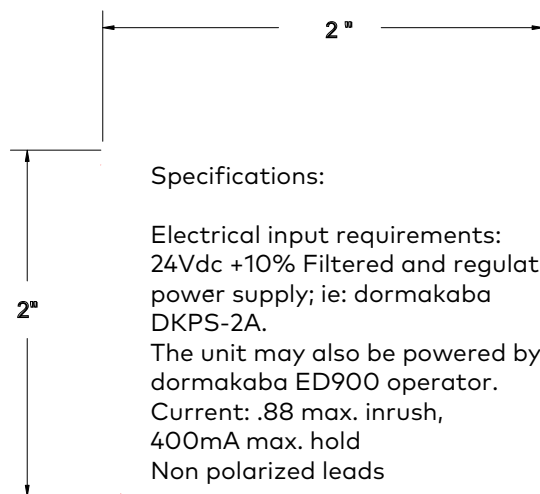 2"
Specifications:
Electrical input requirements:
24Vdc +10% Filtered and regulat
power supply; ie: dormakaba
2"
DKPS-2A.
The unit may also be powered by
dormakaba ED900 operator.
Current: .88 max. inrush,
400mA max. hold
Non polarized leads